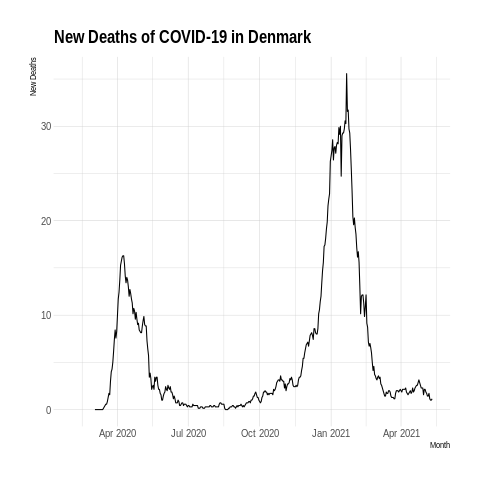 New Deaths of COVID-19 in Denmark
New Deaths
30
20
10
0
Apr 2020 Jul 2020 Oct 2020 Jan 2021 Apr 2021
Month